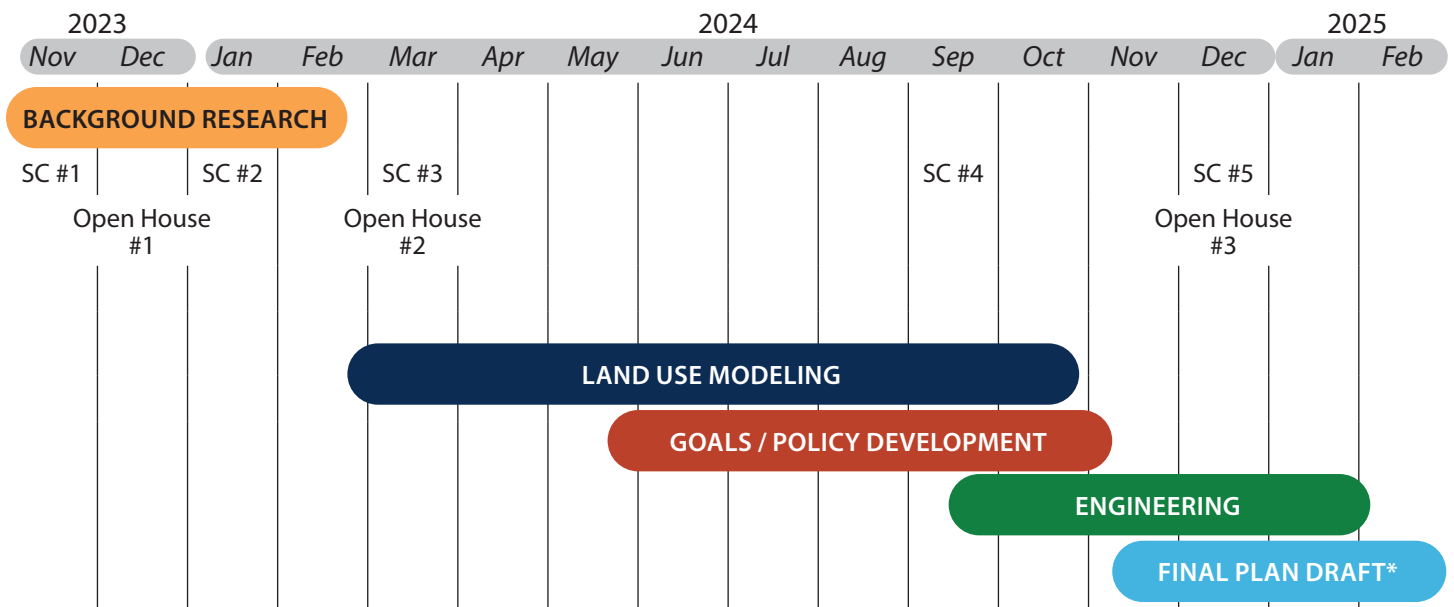 2023 2024 2025
Nov Dec Jan Feb Mar Apr May Jun Jul Aug Sep Oct Nov Dec Jan Feb
BACKGROUND RESEARCH
SC #1 SC #2 SC #3 SC #4 SC #5
Open House Open House Open House
#1 #2 #3
LAND USE MODELING
GOALS / POLICY DEVELOPMENT
ENGINEERING
FINAL PLAN DRAFT*